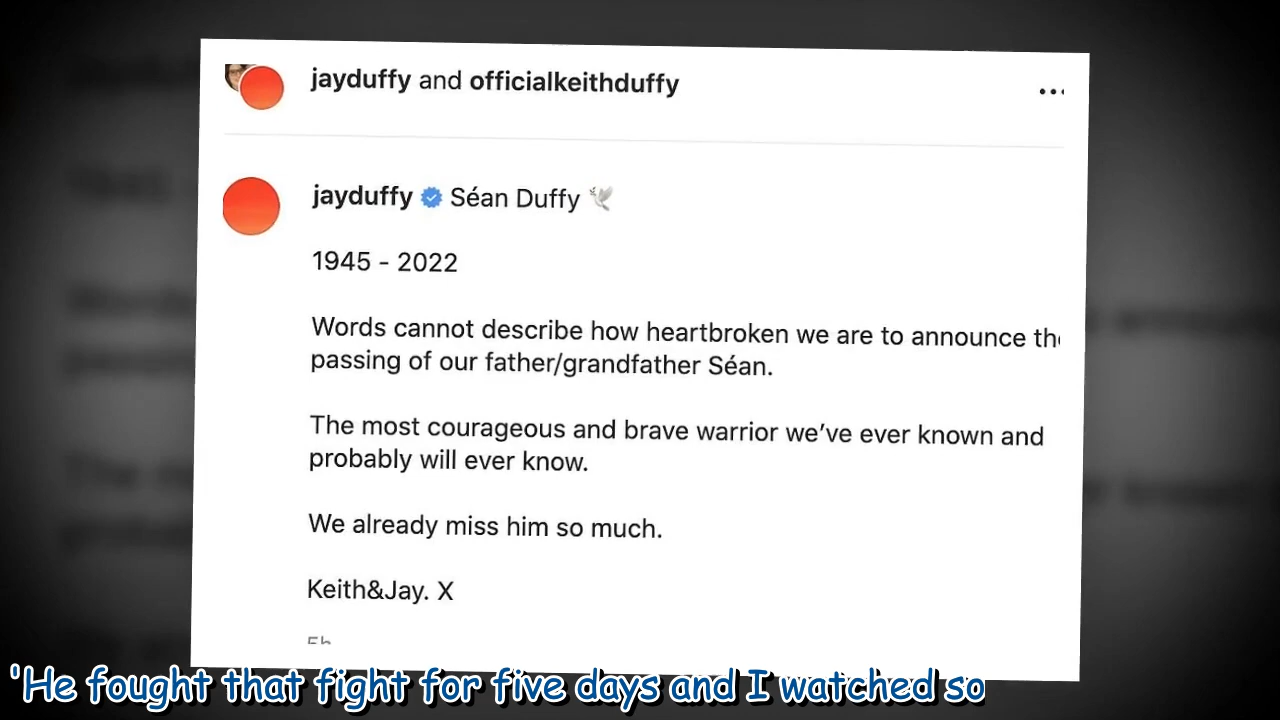 jayduffy and officialkeithduffy
jayduffy Séan Duffy
1945 - 2022
Words cannot describe how heartbroken we are to announce
passing of our father/grandfather Séan.
The most courageous and brave warrior we’ve ever known and
probably will ever know.
We already miss him so much.
Keith&Jay. X
'He fought that fight for five days and I watched so